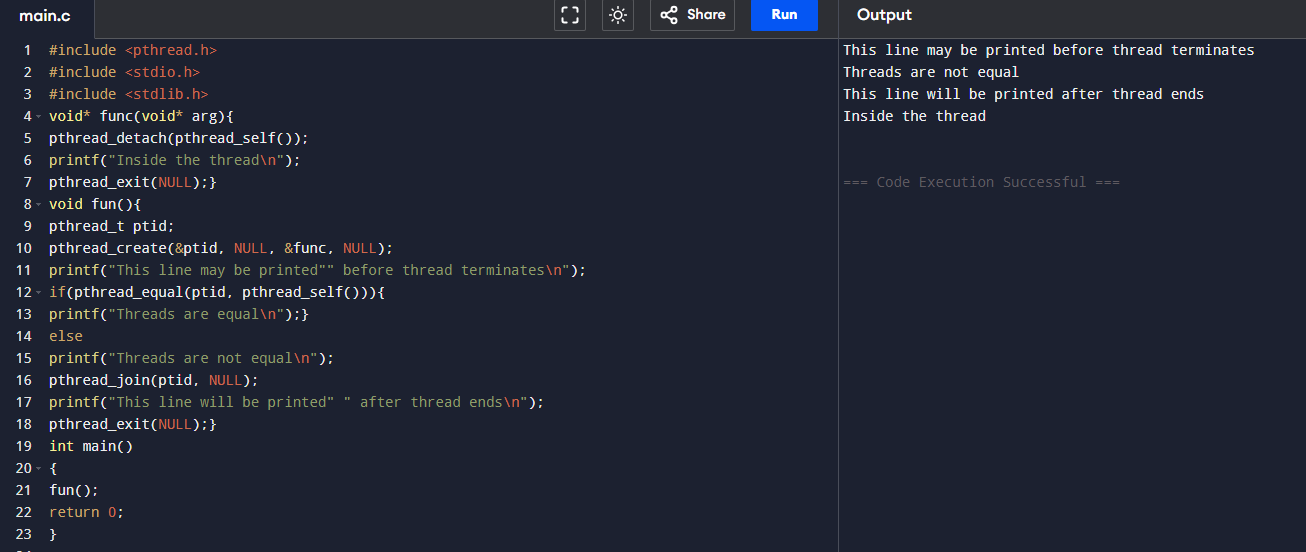 main.c
Share
Run
Output
1 #include <pthread.h>
2 #include <stdio.h>
3 #include <stdlib.h>
4 void* func(void* arg){
5 pthread_detach(pthread_self());
6 printf("Inside the thread\n");
7 pthread_exit(NULL);}
8 void fun(){
9 pthread_t ptid;
10 pthread_create(&ptid, NULL, &func, NULL);
11 printf("This line may be printed"" before thread terminates\n");
12 if(pthread_equal(ptid, pthread_self())){
13 printf("Threads are equal\n");}
14 else
15 printf("Threads are not equal\n");
16 pthread_join(ptid, NULL);
17 printf("This line will be printed" " after thread ends\n");
18 pthread_exit(NULL);}
19 int main()
20 {
21 fun();
22 return 0;
23 }
This line may be printed before thread terminates
Threads are not equal
This line will be printed after thread ends
Inside the thread
=== Code Execution Successful ===